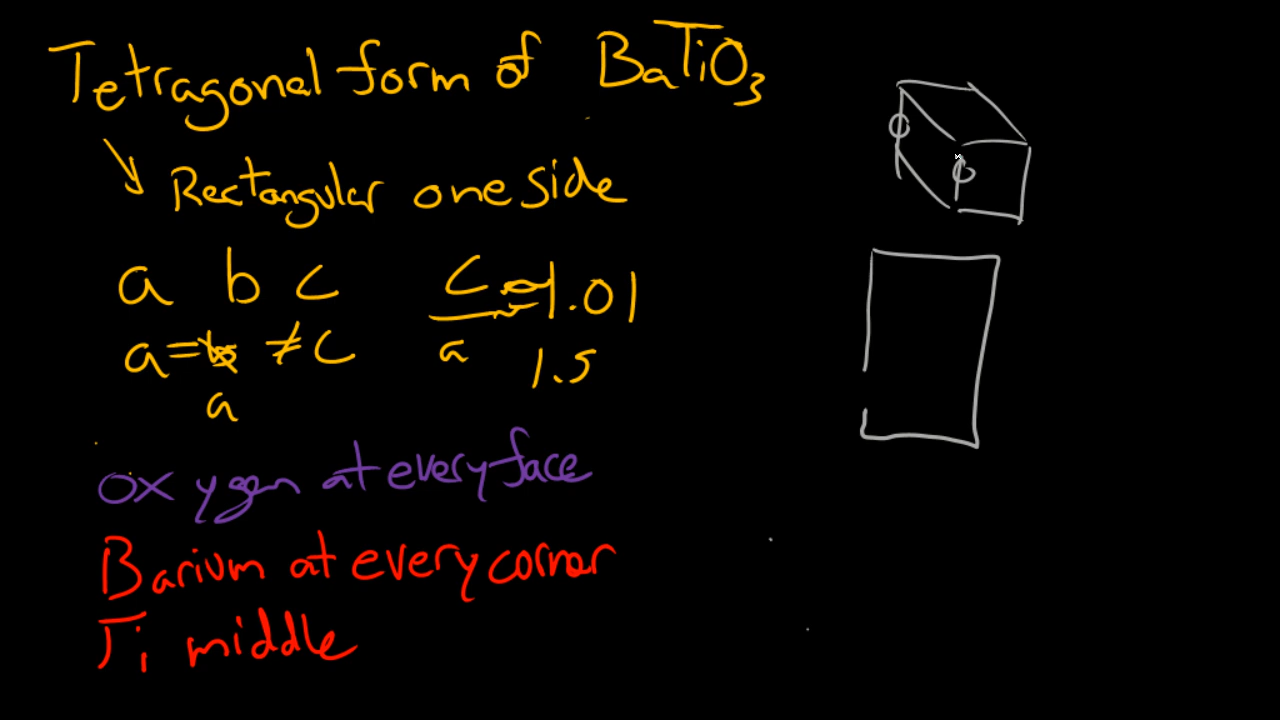 Tetragonal form of BaTiO3
Rectangular one side
a b c
a = ≠ c
a
c = 1.01
a 1.5
Oxygen at every face
Barium at every corner
Ti middle